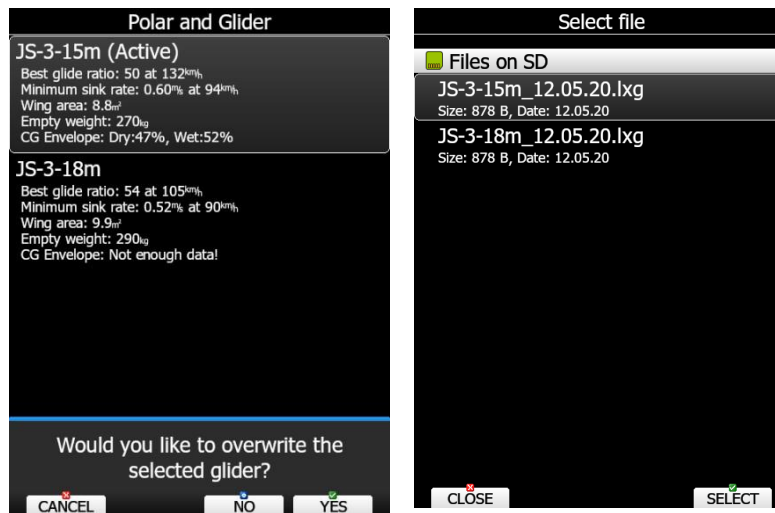 Polar and Glider
JS-3-15m (Active)
Best glide ratio: 50 at 132km/h
Minimum sink rate: 0.60m/s at 94km/h
Wing area: 8.8m²
Empty weight: 270kg
CG Envelope: Dry:47%, Wet:52%
JS-3-18m
Best glide ratio: 54 at 105km/h
Minimum sink rate: 0.52m/s at 90km/h
Wing area: 9.9m²
Empty weight: 290kg
CG Envelope: Not enough data!
Would you like to overwrite the
selected glider?
CANCEL NO YES
Select file
Files on SD
JS-3-15m_12.05.20.lxg
Size: 878 B, Date: 12.05.20
JS-3-18m_12.05.20.lxg
Size: 878 B, Date: 12.05.20
CLOSE SELECT